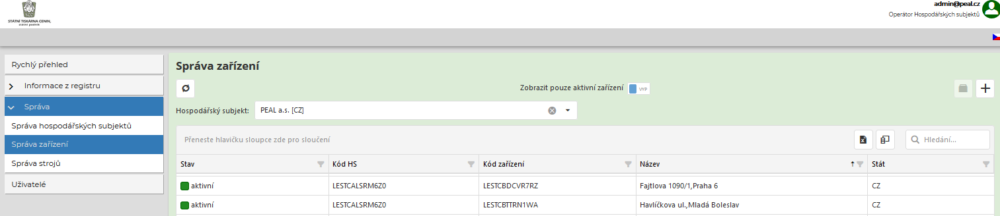 STÁTNÍ TISKÁRNA CENIN,
státní podnik
admin@peal.cz
Operátor Hospodářských subjektů
Rychlý přehled
Informace z registru
Správa
Správa hospodářských subjektů
Správa zařízení
Správa strojů
Uživatelé
Správa zařízení
Zobrazit pouze aktivní zařízení VYP
Hospodářský subjekt: PEAL a.s. [CZ]
Přeneste hlavičku sloupce zde pro sloučení Hledání...
Stav Kód HS Kód zařízení Název Stát
aktivní LESTCALSRM6Z0 LESTCBDCVR7RZ Fajtlova 1090/1,Praha 6 CZ
aktivní LESTCALSRM6Z0 LESTCBTTRN1WA Havlíčkova ul.,Mladá Boleslav CZ